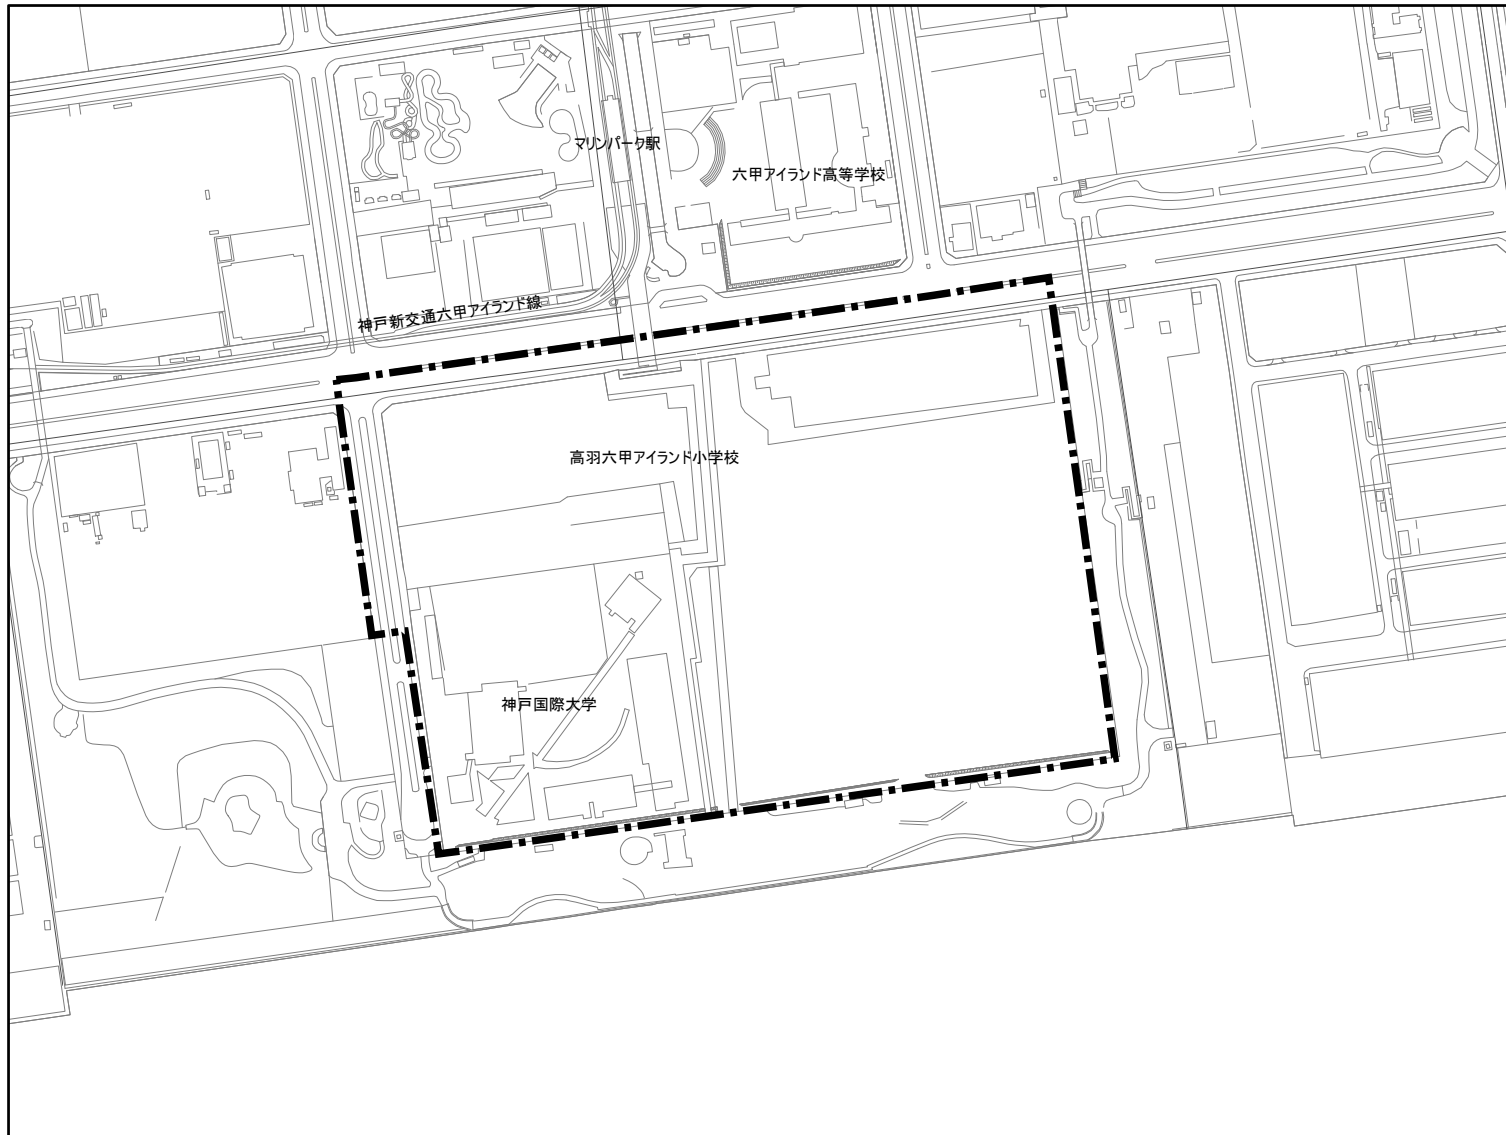 マリンパーク駅
六甲アイランド高等学校
神戸新交通六甲アイランド線
高羽六甲アイランド小学校
神戸国際大学